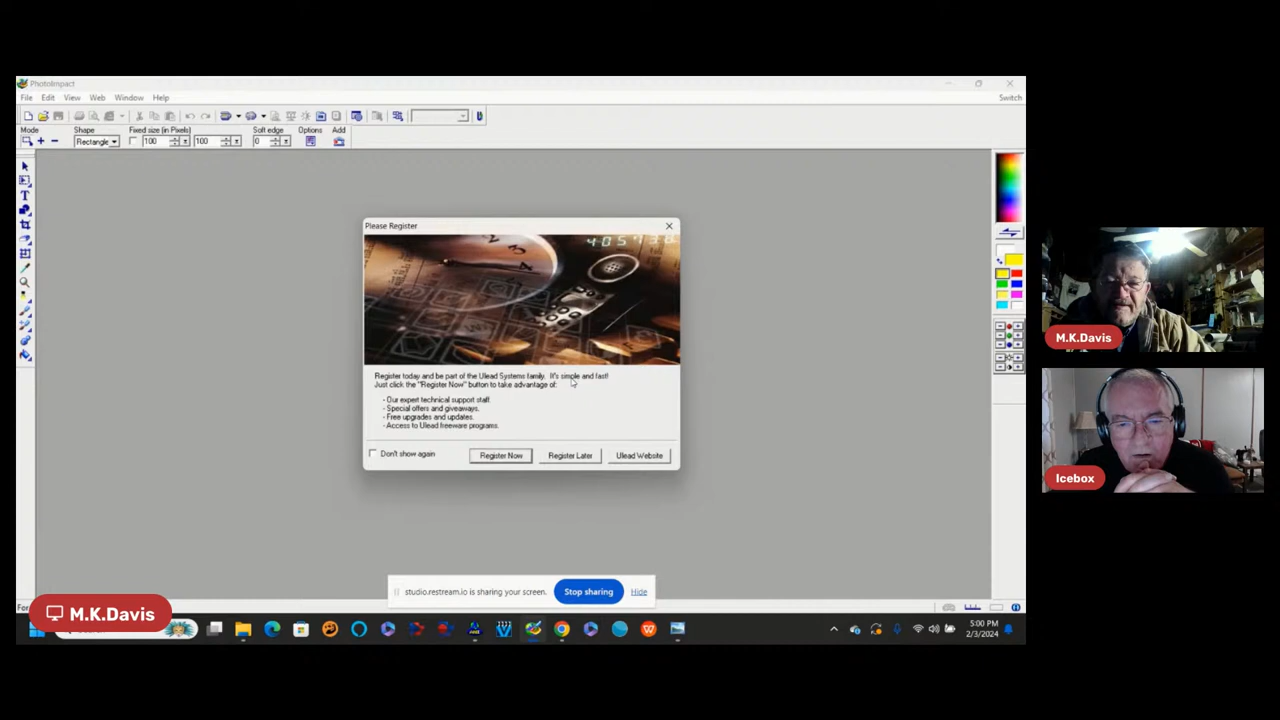 PhotoImpact
File Edit View Web Window Help
Switch
Mode Shape Fixed size (in Pixels) Soft edge Options Add
Rectangle 100 100 0
Please Register
405738
Register today and be part of the Ulead Systems family. It's simple and fast!
Just click the "Register Now" button to take advantage of:
- Our expert technical support staff.
- Special offers and giveaways.
- Free upgrades and updates.
- Access to Ulead freeware programs.
Don't show again
Register Now
Register Later
Ulead Website
M.K.Davis
Icebox
studio.restream.io is sharing your screen.
Stop sharing
Hide
M.K.Davis
5:00 PM
2/3/2024